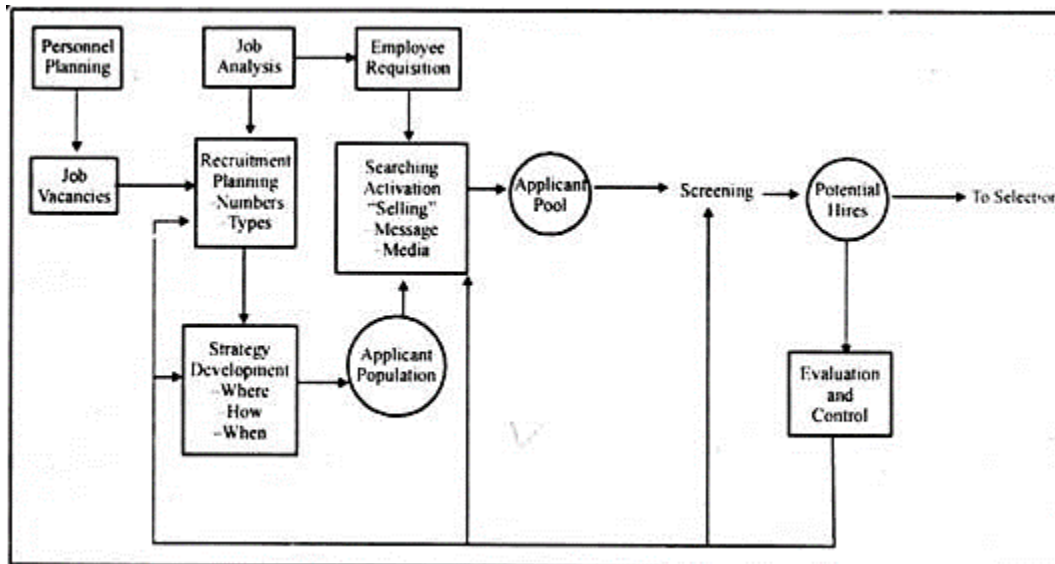 Personnel
Planning
Job
Analysis
Employee
Requisition
Job
Vacancies
Recruitment
Planning
-Numbers
-Types
Searching
Activation
"Selling"
-Message
-Media
Applicant
Pool
Screening
Potential
Hires
To Selection
Strategy
Development
-Where
-How
-When
Applicant
Population
Evaluation
and
Control